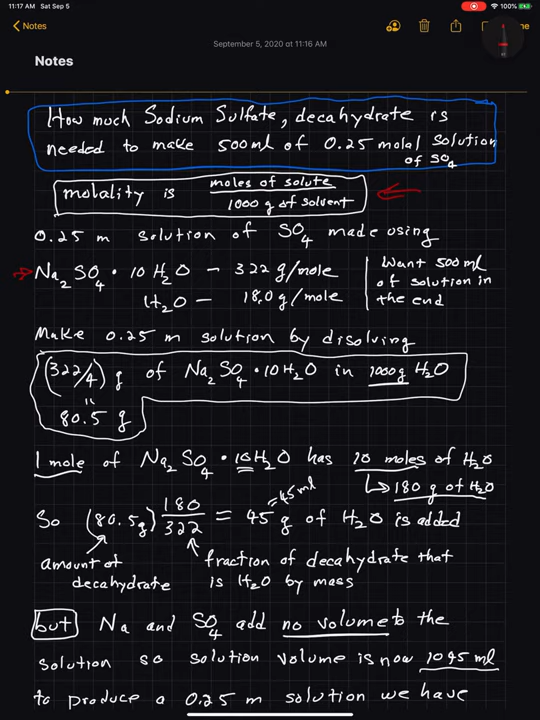 11:17 AM Sat Sep 5
100%
Notes
September 5, 2020 at 11:16 AM
Notes
How much Sodium Sulfate, decahydrate is
needed to make 500ml of 0.25 molal solution
of SO₄
molality is moles of solute / 1000 g of solvent
0.25 m solution of SO₄ made using
Na₂SO₄ · 10 H₂O – 322 g/mole
H₂O – 18.0 g/mole
Want 500 ml
of solution in
the end
Make 0.25 m solution by disolving
(322/4) g of Na₂SO₄ · 10H₂O in 1000g H₂O
"
80.5 g
1 mole of Na₂SO₄ · 10H₂O has 10 moles of H₂O
↳ 180 g of H₂O
So (80.5g) 180/322 = 45 g of H₂O is added
≈ 45 ml
amount of
decahydrate
fraction of decahydrate that
is H₂O by mass
but Na and SO₄ add no volume to the
solution so solution volume is now 1045 ml
to produce a 0.25 m solution we have